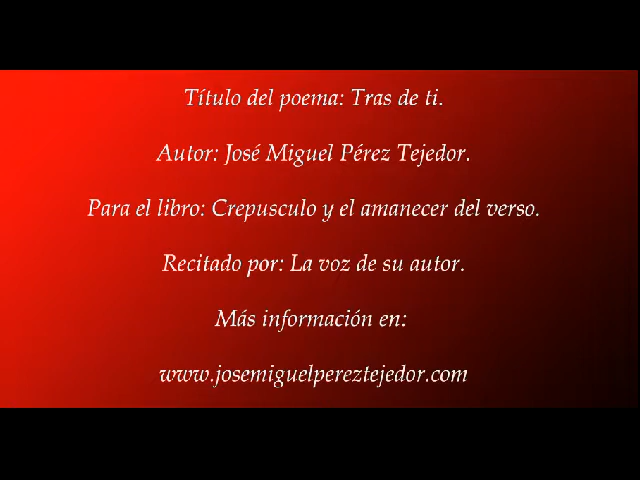 Título del poema: Tras de ti.
Autor: José Miguel Pérez Tejedor.
Para el libro: Crepusculo y el amanecer del verso.
Recitado por: La voz de su autor.
Más información en:
www.josemiguelpereztejedor.com